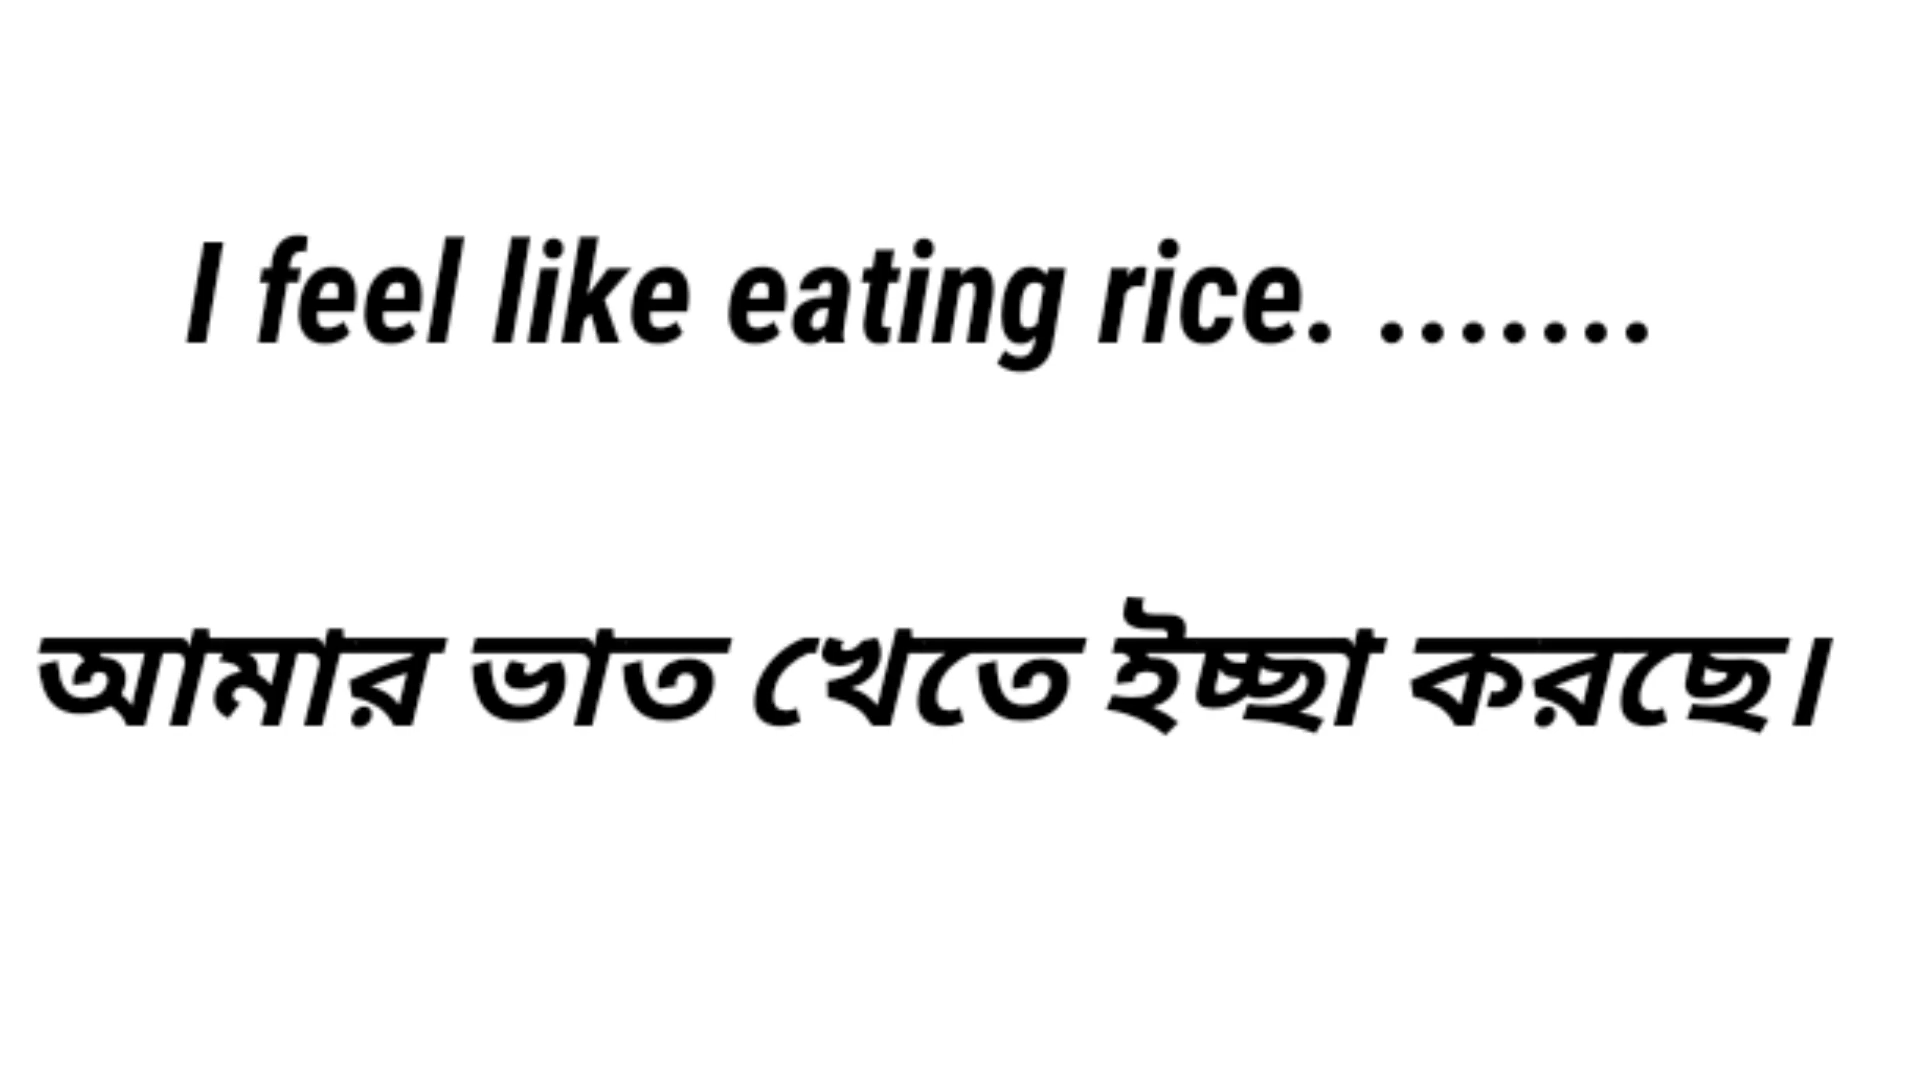 I feel like eating rice. .......
আমার ভাত খেতে ইচ্ছা করছে।